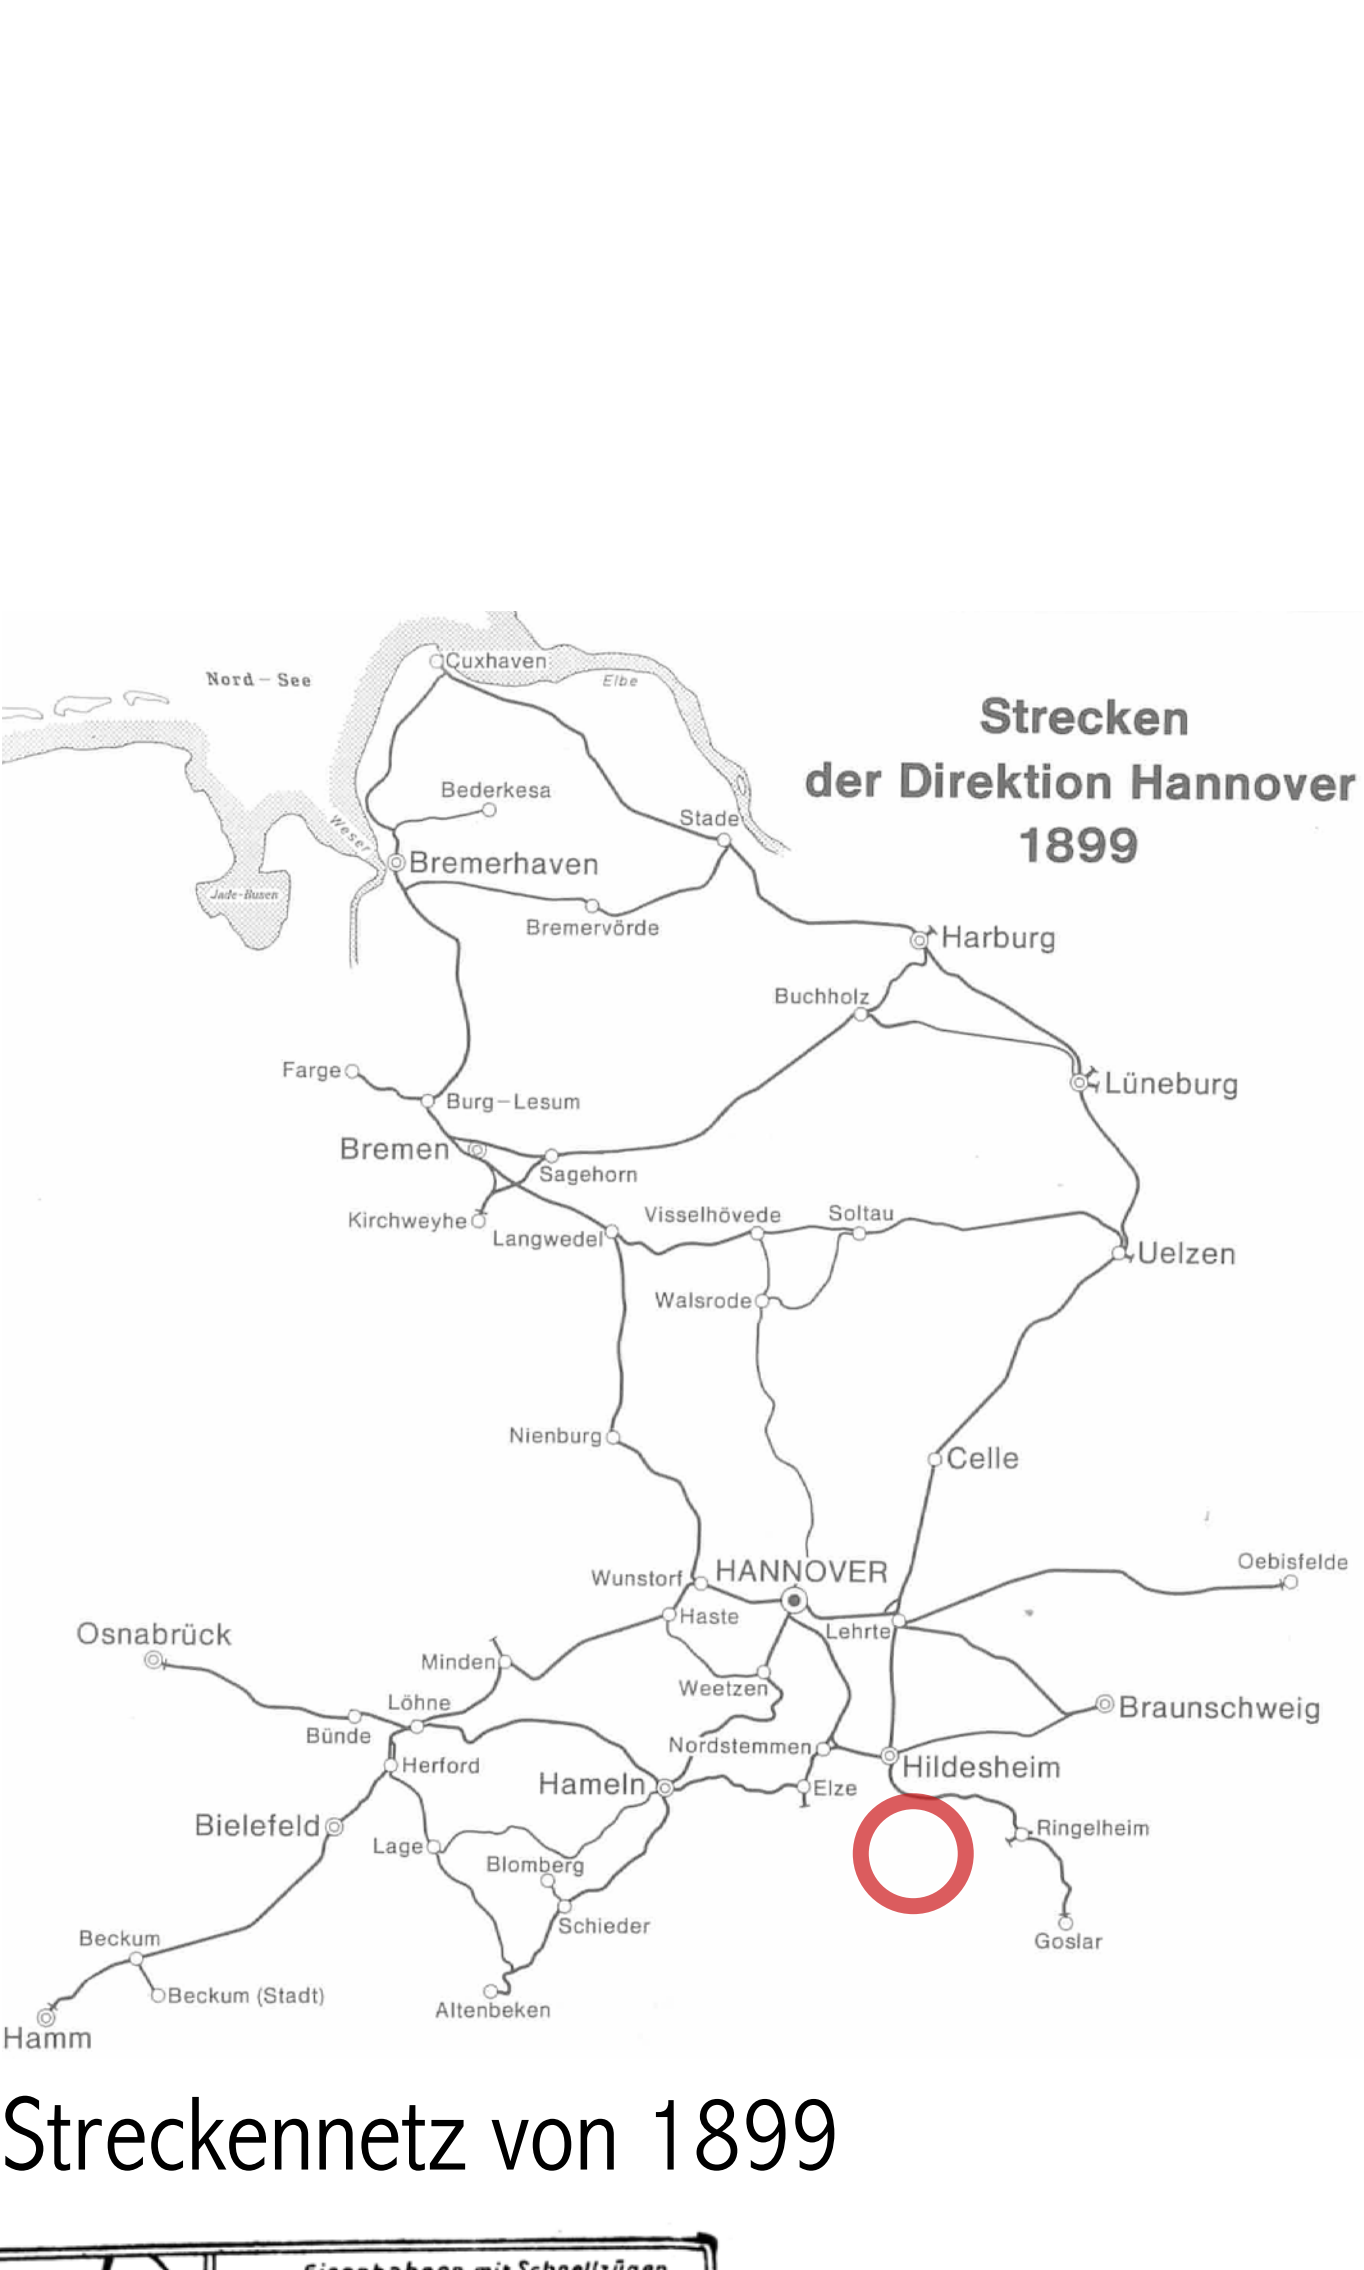 Cuxhaven
Nord – See
Elbe
Strecken
der Direktion Hannover
1899
Bederkesa
Stade
Weser
Bremerhaven
Jade-Busen
Bremervörde
Harburg
Buchholz
Farge
Lüneburg
Burg–Lesum
Bremen
Sagehorn
Kirchweyhe
Visselhövede
Soltau
Langwedel
Uelzen
Walsrode
Nienburg
Celle
Oebisfelde
Wunstorf
HANNOVER
Haste
Lehrte
Osnabrück
Minden
Weetzen
Löhne
Braunschweig
Bünde
Nordstemmen
Herford
Hildesheim
Hameln
Elze
Bielefeld
Ringelheim
Lage
Blomberg
Schieder
Beckum
Goslar
Beckum (Stadt)
Altenbeken
Hamm
Streckennetz von 1899
Eisenbahnen mit Schnellzügen